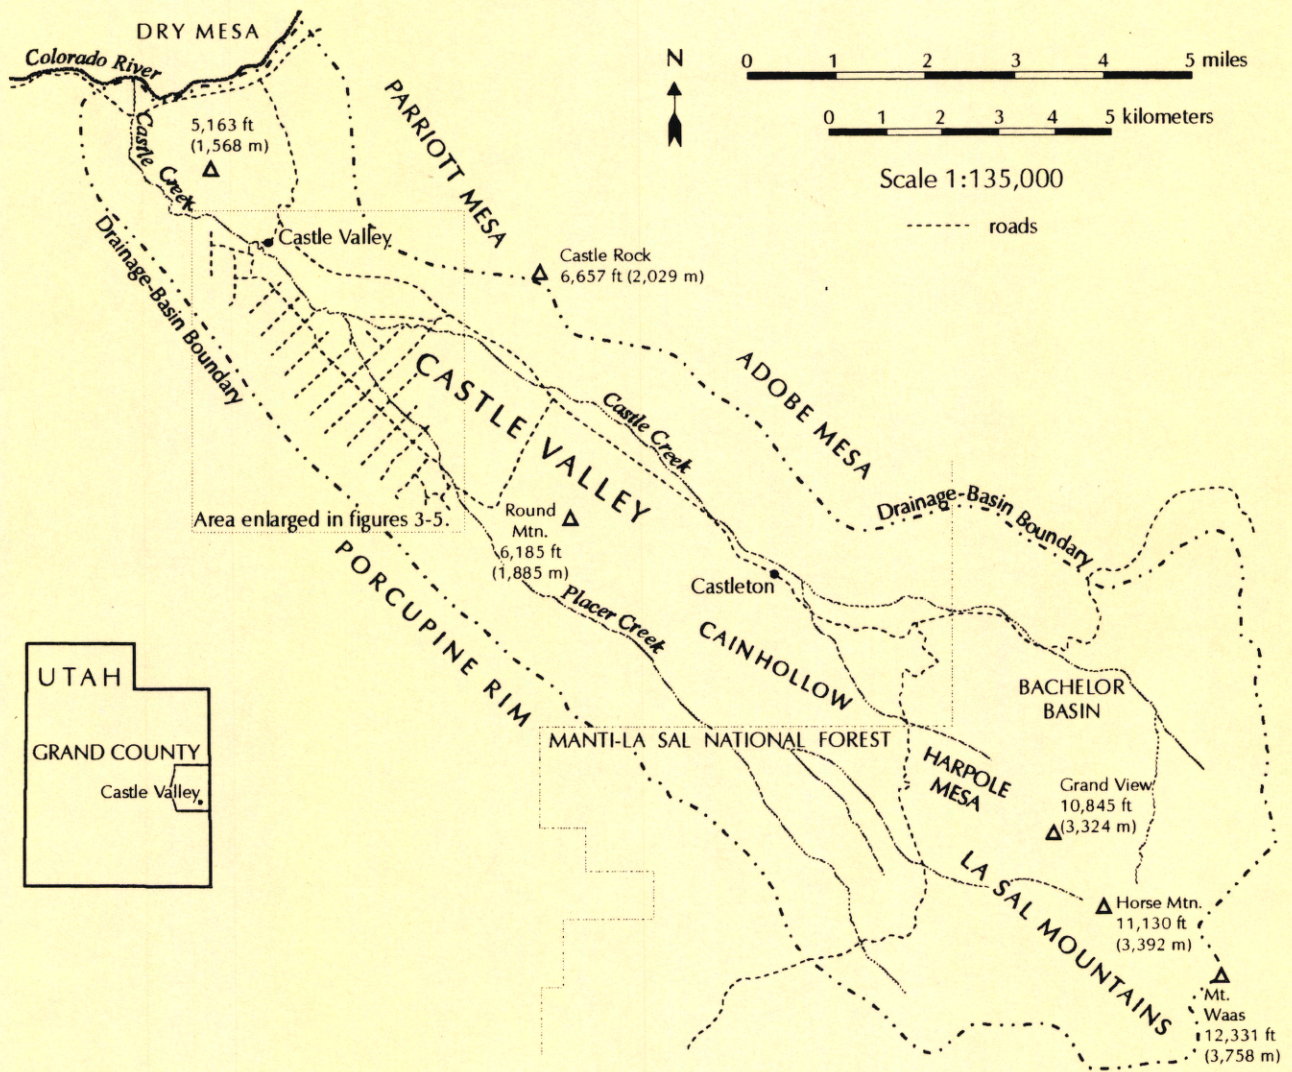 DRY MESA
Colorado River
N
0 1 2 3 4 5 miles
0 1 2 3 4 5 kilometers
Scale 1:135,000
roads
PARRIOTT MESA
5,163 ft
(1,568 m)
Castle Creek
Castle Valley
Drainage-Basin Boundary
Castle Rock
6,657 ft (2,029 m)
ADOBE MESA
CASTLE VALLEY
Castle Creek
Drainage-Basin Boundary
Area enlarged in figures 3-5.
Round
Mtn.
6,185 ft
(1,885 m)
PORCUPINE RIM
Placer Creek
Castleton
CAIN HOLLOW
BACHELOR
BASIN
UTAH
GRAND COUNTY
Castle Valley
MANTI-LA SAL NATIONAL FOREST
HARPOLE
MESA
Grand View
10,845 ft
(3,324 m)
LA SAL MOUNTAINS
Horse Mtn.
11,130 ft
(3,392 m)
Mt.
Waas
12,331 ft
(3,758 m)